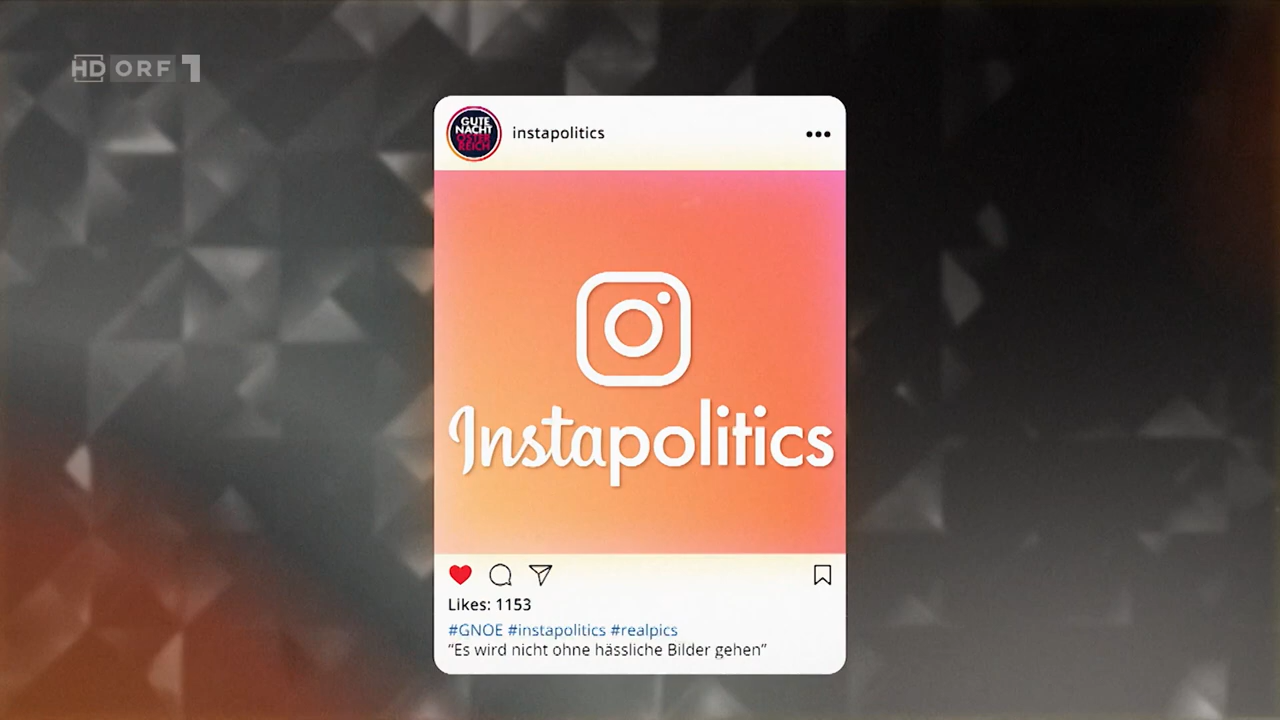 HD ORF 1
GUTE
NACHT
ÖSTER
REICH
instapolitics
Instapolitics
Likes: 1153
#GNOE #instapolitics #realpics
"Es wird nicht ohne hässliche Bilder gehen"